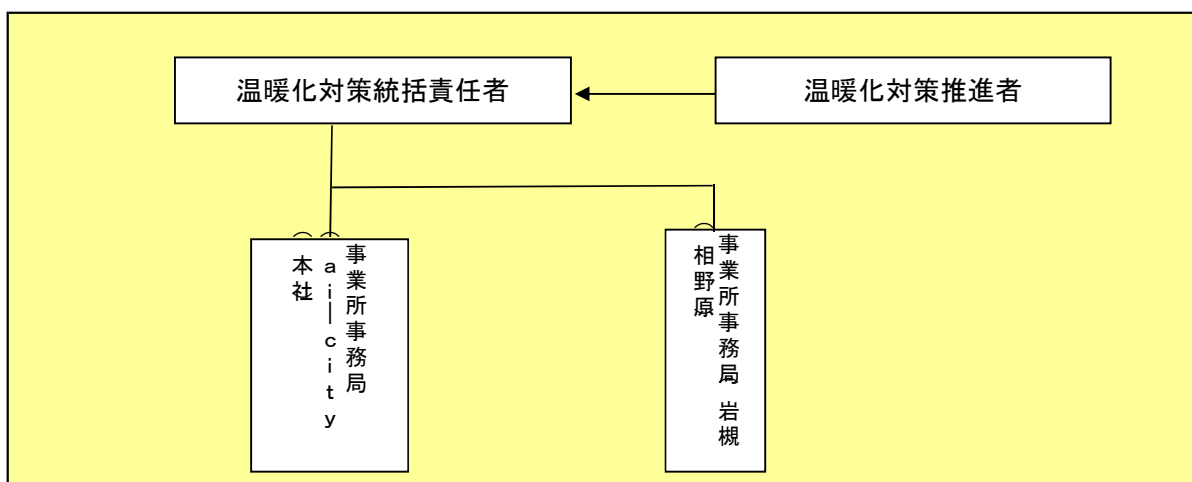 温暖化対策統括責任者
温暖化対策推進者
事業所事務局
（ai－city
（本社）
事業所事務局（岩槻
（相野原）